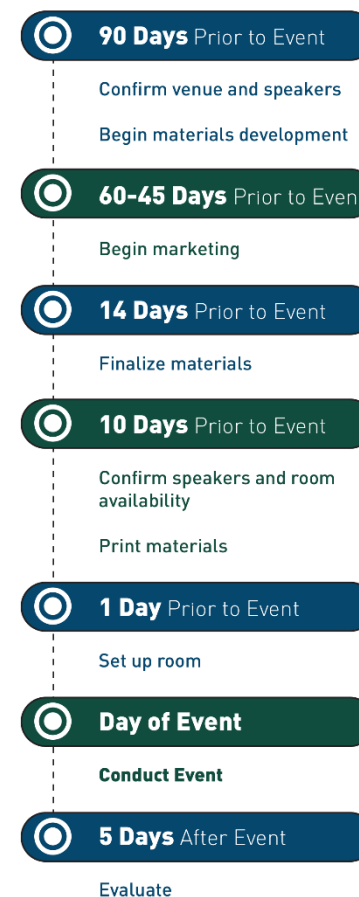 90 Days Prior to Event
Confirm venue and speakers
Begin materials development
60-45 Days Prior to Even
Begin marketing
14 Days Prior to Event
Finalize materials
10 Days Prior to Event
Confirm speakers and room
availability
Print materials
1 Day Prior to Event
Set up room
Day of Event
Conduct Event
5 Days After Event
Evaluate